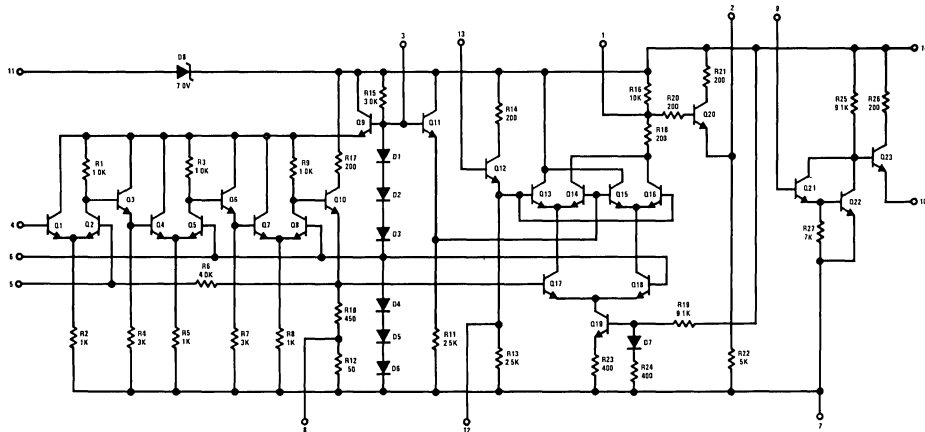 2
9
3
13
1
11
D8
7 0V
14
R15
3 0K
R14
200
R16
10K
R20
200
R21
200
R25
9 1K
R26
200
Q9
Q11
Q20
R18
200
R1
1 0K
R3
1 0K
R9
1 0K
R17
200
D1
Q12
Q23
Q3
Q6
Q10
D2
Q13
Q14
Q15
Q16
Q21
Q22
10
4
Q1
Q2
Q4
Q5
Q7
Q8
D3
R27
7K
6
R6
4 0K
5
Q17
Q18
R10
450
D4
R19
9 1K
Q19
R2
1K
R4
3K
R5
1K
R7
3K
R8
1K
D5
R11
2 5K
R13
2 5K
D7
R12
50
D6
R23
400
R24
400
R22
5K
8
12
7